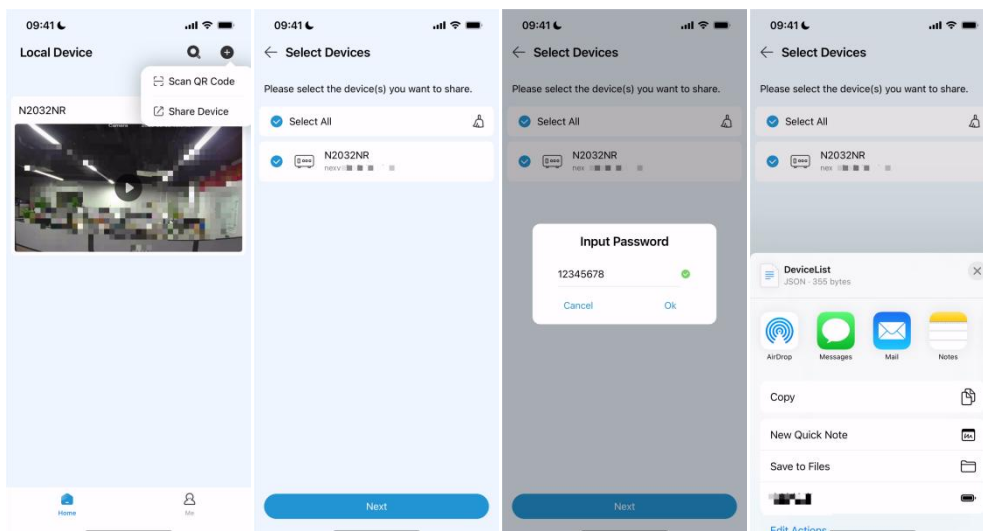 09:41
Local Device
Scan QR Code
Share Device
N2032NR
Camera
Home
Me
09:41
Select Devices
Please select the device(s) you want to share.
Select All
N2032NR
Next
09:41
Select Devices
Please select the device(s) you want to share.
Select All
N2032NR
Input Password
12345678
Cancel
Ok
Next
09:41
Select Devices
Please select the device(s) you want to share.
Select All
N2032NR
DeviceList
JSON · 355 bytes
AirDrop
Messages
Mail
Notes
Copy
New Quick Note
Save to Files
Edit Actions